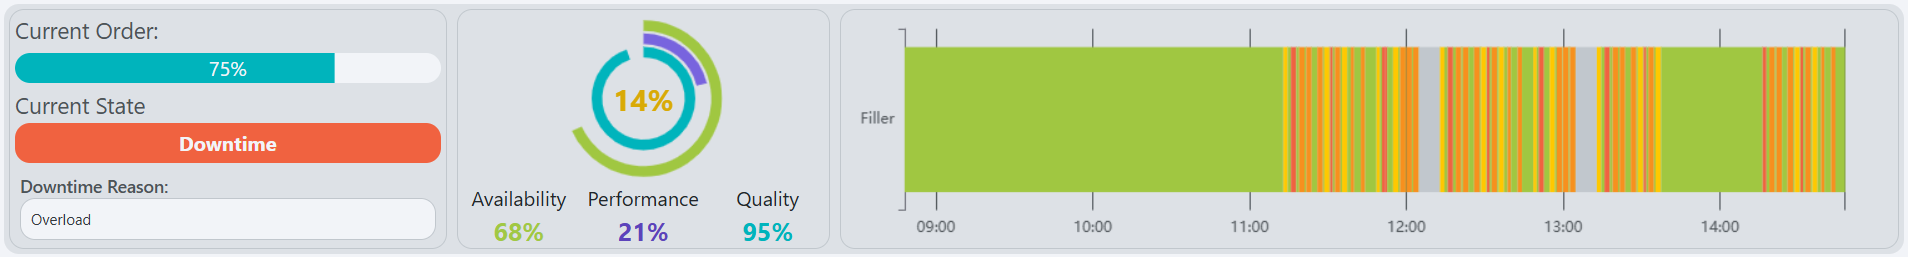 Current Order:
75%
Current State
Downtime
Downtime Reason:
Overload
14%
Availability Performance Quality
68% 21% 95%
Filler
09:00 10:00 11:00 12:00 13:00 14:00